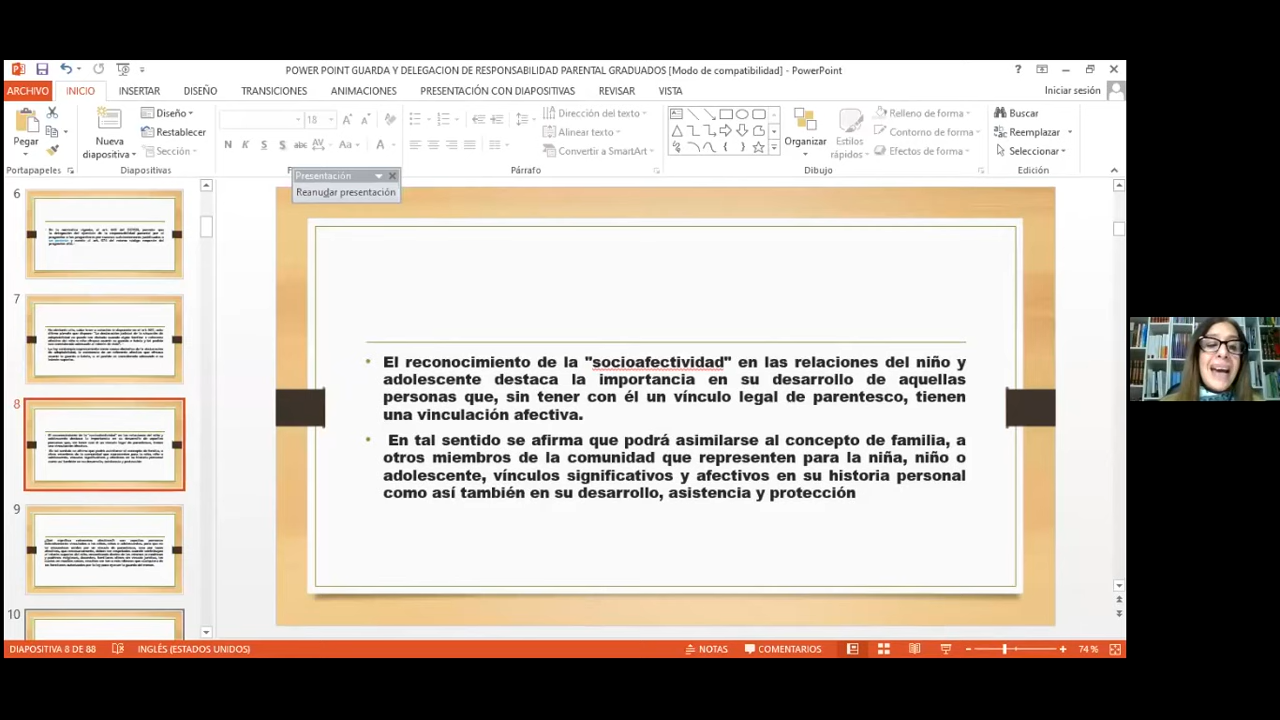 POWER POINT GUARDA Y DELEGACION DE RESPONSABILIDAD PARENTAL GRADUADOS [Modo de compatibilidad] - PowerPoint
?
ARCHIVO INICIO INSERTAR DISEÑO TRANSICIONES ANIMACIONES PRESENTACIÓN CON DIAPOSITIVAS REVISAR VISTA Iniciar sesión
Pegar
Nueva
diapositiva
Diseño
Restablecer
Sección
18
N K S S abc AV Aa A
Dirección del texto
Alinear texto
Convertir a SmartArt
Organizar
Estilos
rápidos
Relleno de forma
Contorno de forma
Efectos de forma
Buscar
Reemplazar
Seleccionar
Portapapeles Diapositivas Párrafo Dibujo Edición
Presentación
Reanudar presentación
6
7
8
9
10
• El reconocimiento de la "socioafectividad" en las relaciones del niño y
adolescente destaca la importancia en su desarrollo de aquellas
personas que, sin tener con él un vínculo legal de parentesco, tienen
una vinculación afectiva.
• En tal sentido se afirma que podrá asimilarse al concepto de familia, a
otros miembros de la comunidad que representen para la niña, niño o
adolescente, vínculos significativos y afectivos en su historia personal
como así también en su desarrollo, asistencia y protección
DIAPOSITIVA 8 DE 88 INGLÉS (ESTADOS UNIDOS) NOTAS COMENTARIOS 74 %